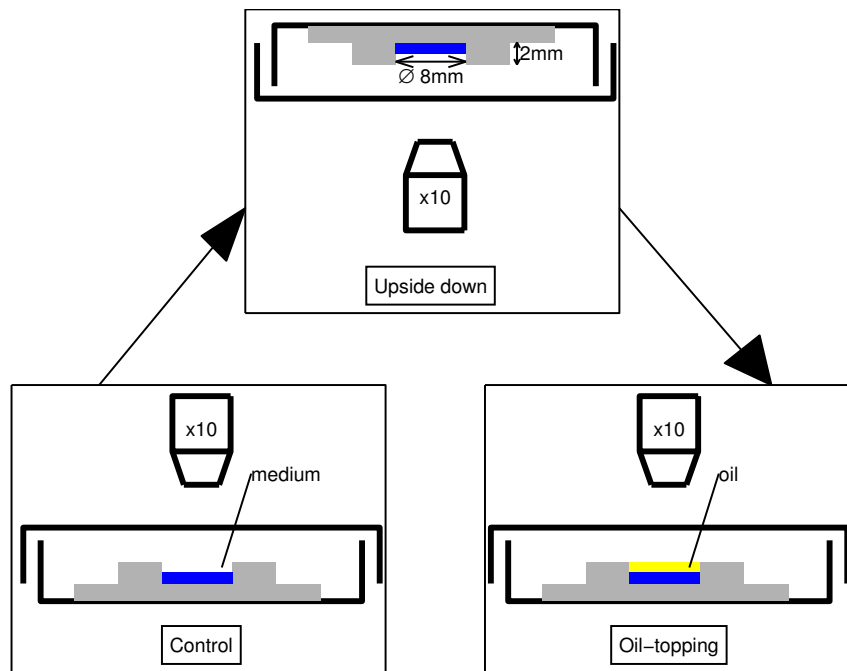 2mm
∅ 8mm
x10
Upside down
x10
medium
Control
x10
oil
Oil−topping